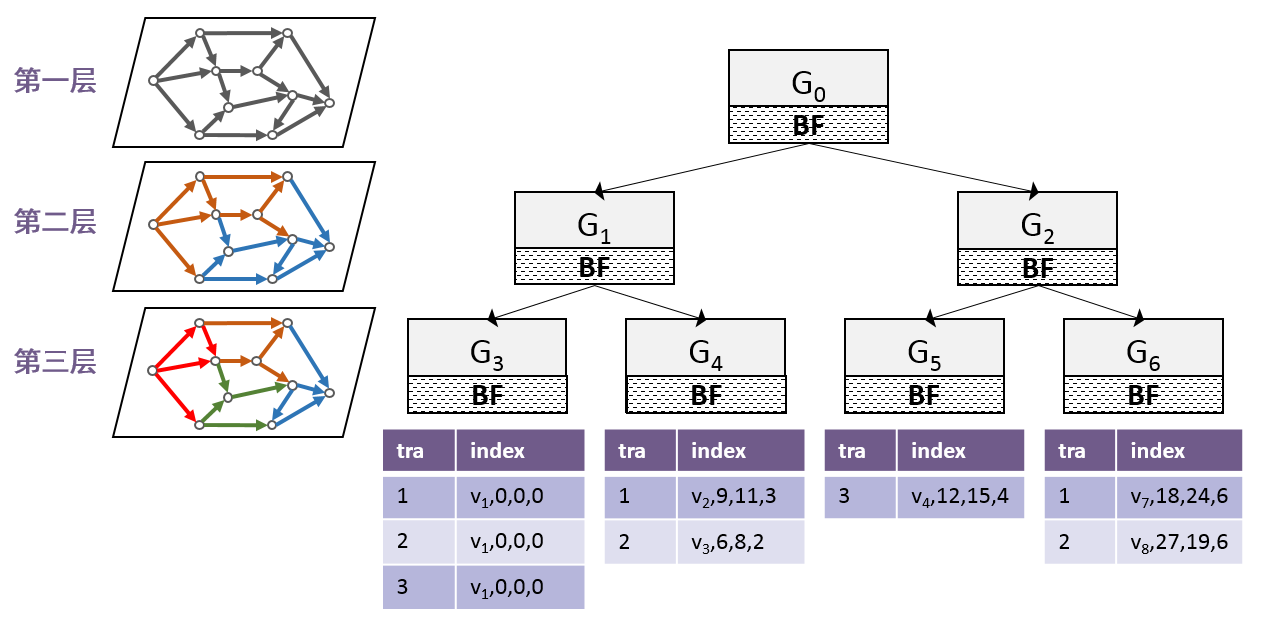 第一层
第二层
第三层
G0
BF
G1
BF
G2
BF
G3
BF
G4
BF
G5
BF
G6
BF
tra index
1 v1,0,0,0
2 v1,0,0,0
3 v1,0,0,0
tra index
1 v2,9,11,3
2 v3,6,8,2
tra index
3 v4,12,15,4
tra index
1 v7,18,24,6
2 v8,27,19,6